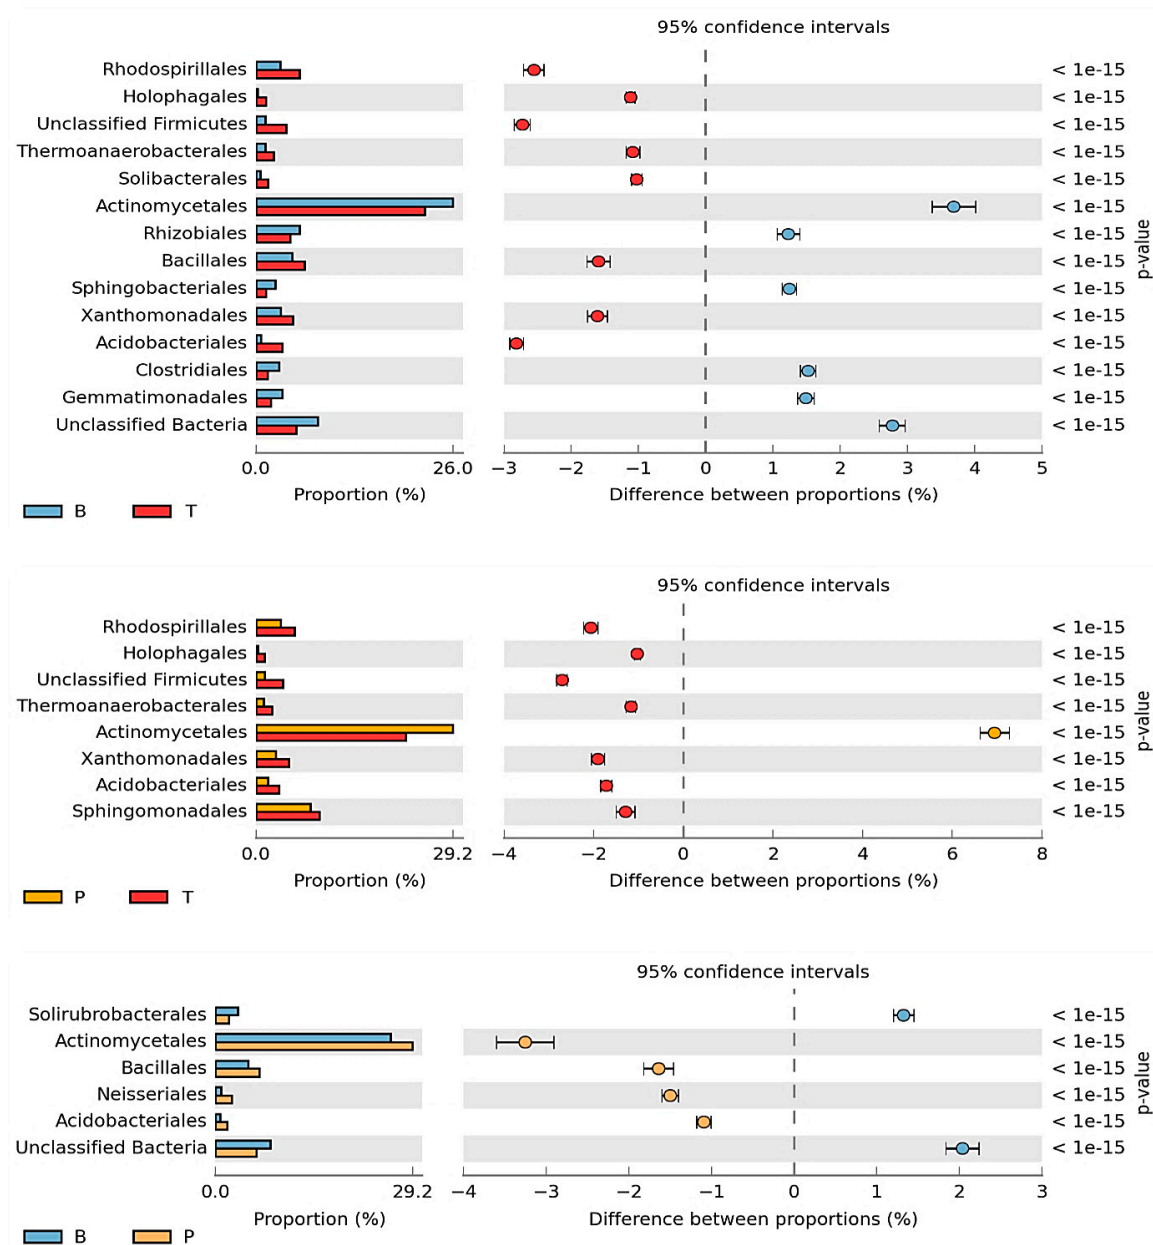 95% confidence intervals
Rhodospirillales < 1e-15
Holophagales < 1e-15
Unclassified Firmicutes < 1e-15
Thermoanaerobacterales < 1e-15
Solibacterales < 1e-15
Actinomycetales < 1e-15
Rhizobiales < 1e-15
Bacillales < 1e-15
Sphingobacteriales < 1e-15
Xanthomonadales < 1e-15
Acidobacteriales < 1e-15
Clostridiales < 1e-15
Gemmatimonadales < 1e-15
Unclassified Bacteria < 1e-15
p-value
0.0 26.0 −3 −2 −1 0 1 2 3 4 5
Proportion (%) Difference between proportions (%)
B T
95% confidence intervals
Rhodospirillales < 1e-15
Holophagales < 1e-15
Unclassified Firmicutes < 1e-15
Thermoanaerobacterales < 1e-15
Actinomycetales < 1e-15
Xanthomonadales < 1e-15
Acidobacteriales < 1e-15
Sphingomonadales < 1e-15
p-value
0.0 29.2 −4 −2 0 2 4 6 8
Proportion (%) Difference between proportions (%)
P T
95% confidence intervals
Solirubrobacterales < 1e-15
Actinomycetales < 1e-15
Bacillales < 1e-15
Neisseriales < 1e-15
Acidobacteriales < 1e-15
Unclassified Bacteria < 1e-15
p-value
0.0 29.2 −4 −3 −2 −1 0 1 2 3
Proportion (%) Difference between proportions (%)
B P